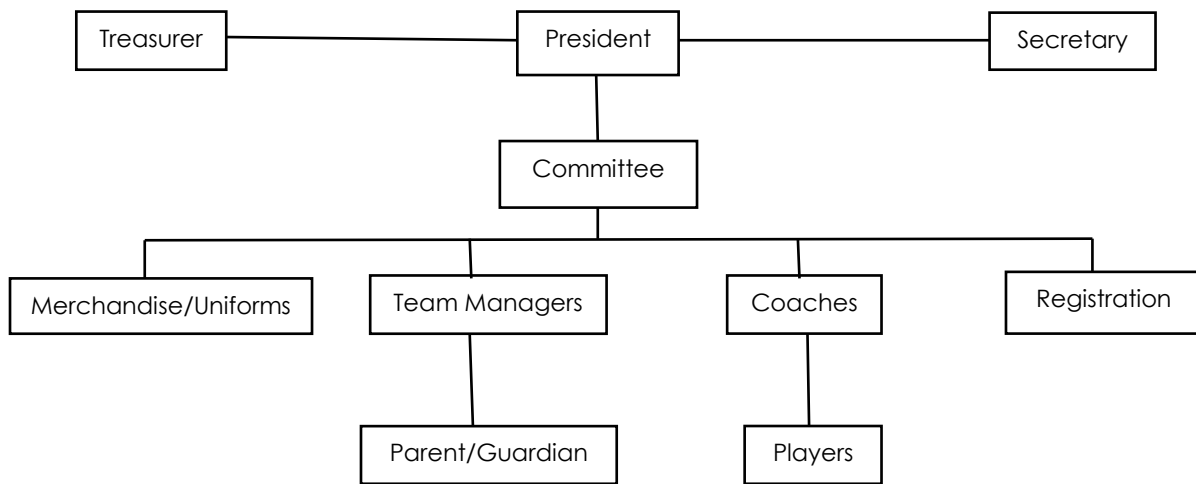 Treasurer
President
Secretary
Committee
Merchandise/Uniforms
Team Managers
Coaches
Registration
Parent/Guardian
Players